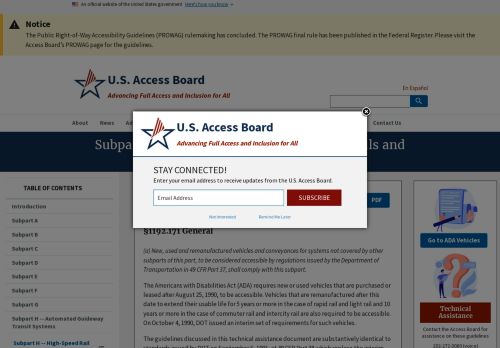 An official website of the United States government Here's how you know
Notice
The Public Right-of-Way Accessibility Guidelines (PROWAG) rulemaking has concluded. The PROWAG final rule has been published in the Federal Register. Please visit the
Access Board's PROWAG page for the guidelines.
U.S. Access Board
Advancing Full Access and Inclusion for All
En Español
About
News
Contact Us
U.S. Access Board
Advancing Full Access and Inclusion for All
STAY CONNECTED!
Enter your email address to receive updates from the U.S. Access Board.
Email Address
SUBSCRIBE
Not Interested
Remind Me Later
Subpa
and
TABLE OF CONTENTS
Introduction
Subpart A
Subpart B
Subpart C
Subpart D
Subpart E
Subpart F
Subpart G
Subpart H -- Automated Guideway
Transit Systems
Subpart H -- High-Speed Rail
PDF
§1192.171 General
(a) New, used and remanufactured vehicles and conveyances for systems not covered by other
subparts of this part, to be considered accessible by regulations issued by the Department of
Transportation in 49 CFR Part 37, shall comply with this subpart.
The Americans with Disabilities Act (ADA) requires new or used vehicles that are purchased or
leased after August 25, 1990, to be accessible. Vehicles that are remanufactured after this
date to extend their usable life for 5 years or more in the case of rapid rail and light rail and 10
years or more in the case of commuter rail and intercity rail are also required to be accessible.
On October 4, 1990, DOT issued an interim set of requirements for such vehicles.
The guidelines discussed in this technical assistance document are substantively identical to
Go to ADA Vehicles
Technical
Assistance
Contact the Access Board for
assistance on these guidelines